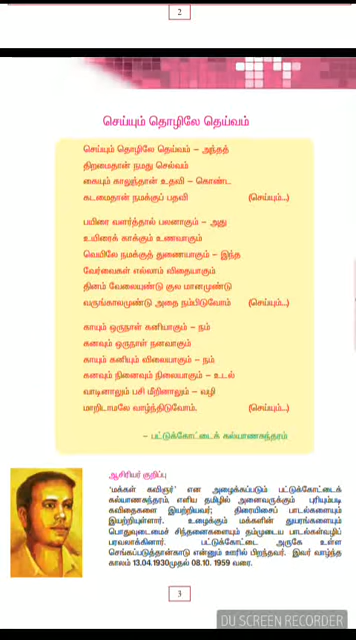 2
செய்யும் தொழிலே தெய்வம்
செய்யும் தொழிலே தெய்வம் – அந்தத்
திறமைதான் நமது செல்வம்
கையும் காலுந்தான் உதவி – கொண்ட
கடமைதான் நமக்குப் பதவி (செய்யும்..)
பயிரை வளர்த்தால் பலனாகும் – அது
உயிரைக் காக்கும் உணவாகும்
வெயிலே நமக்குத் துணையாகும் – இந்த
வேர்வைகள் எல்லாம் விதையாகும்
தினம் வேலையுண்டு குல மானமுண்டு
வருங்காலமுண்டு அதை நம்பிடுவோம் (செய்யும்..)
காயும் ஒருநாள் கனியாகும் – நம்
கனவும் ஒருநாள் நனவாகும்
காயும் கனியும் விலையாகும் – நம்
கனவும் நினைவும் நிலையாகும் – உடல்
வாடினாலும் பசி மீறினாலும் – வழி
மாறிடாமலே வாழ்ந்திடுவோம். (செய்யும்..)
– பட்டுக்கோட்டைக் கல்யாணசுந்தரம்
ஆசிரியர் குறிப்பு
'மக்கள் கவிஞர்' என அழைக்கப்படும் பட்டுக்கோட்டைக்
கல்யாணசுந்தரம், எளிய தமிழில் அனைவருக்கும் புரியும்படி
கவிதைகளை இயற்றியவர்; திரையிசைப் பாடல்களையும்
இயற்றியுள்ளார். உழைக்கும் மக்களின் துயரங்களையும்
பொதுவுடைமைச் சிந்தனைகளையும் தம்முடைய பாடல்கள்வழிப்
பரவலாக்கினார். பட்டுக்கோட்டை அருகே உள்ள
செங்கப்படுத்தான்காடு என்னும் ஊரில் பிறந்தவர். இவர் வாழ்ந்த
காலம் 13.04.1930முதல் 08.10. 1959 வரை.
3
DU SCREEN RECORDER